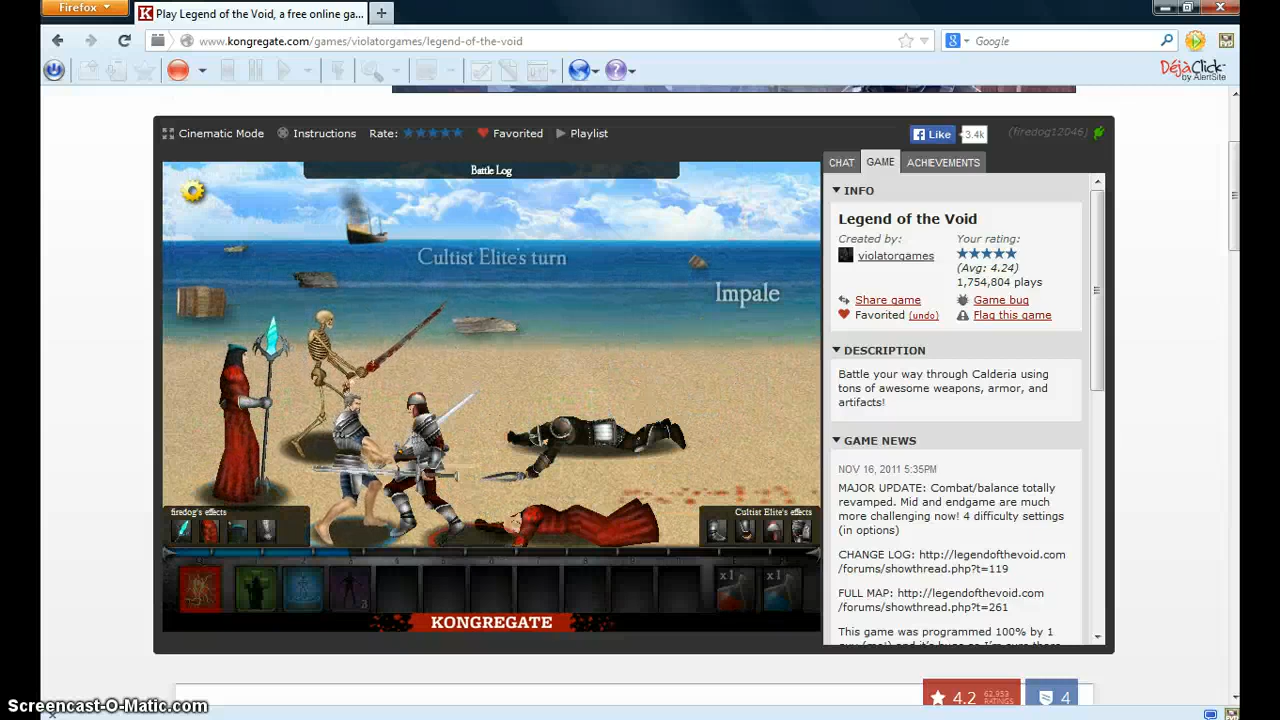 Firefox
Play Legend of the Void, a free online ga...
www.kongregate.com/games/violatorgames/legend-of-the-void
Google
DéjàClick
by AlertSite
Cinematic Mode
Instructions
Rate:
Favorited
Playlist
Like
3.4k
(firedog12046)
Battle Log
Cultist Elite's turn
Impale
firedog's effects
Cultist Elite's effects
3
x1
x1
KONGREGATE
CHAT
GAME
ACHIEVEMENTS
INFO
Legend of the Void
Created by:
violatorgames
Your rating:
(Avg: 4.24)
1,754,804 plays
Share game
Game bug
Favorited (undo)
Flag this game
DESCRIPTION
Battle your way through Calderia using
tons of awesome weapons, armor, and
artifacts!
GAME NEWS
NOV 16, 2011 5:35PM
MAJOR UPDATE: Combat/balance totally
revamped. Mid and endgame are much
more challenging now! 4 difficulty settings
(in options)
CHANGE LOG: http://legendofthevoid.com
/forums/showthread.php?t=119
FULL MAP: http://legendofthevoid.com
/forums/showthread.php?t=261
This game was programmed 100% by 1
4.2
62,953
RATINGS
4
Screencast-O-Matic.com